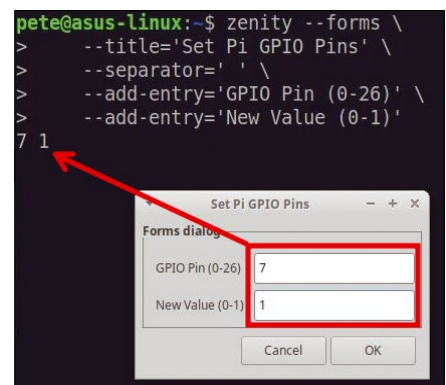 pete@asus-linux:~$ zenity --forms \
>     --title='Set Pi GPIO Pins' \
>     --separator=' ' \
>     --add-entry='GPIO Pin (0-26)' \
>     --add-entry='New Value (0-1)'
7 1
Set Pi GPIO Pins
Forms dialog
GPIO Pin (0-26) 7
New Value (0-1) 1
Cancel OK